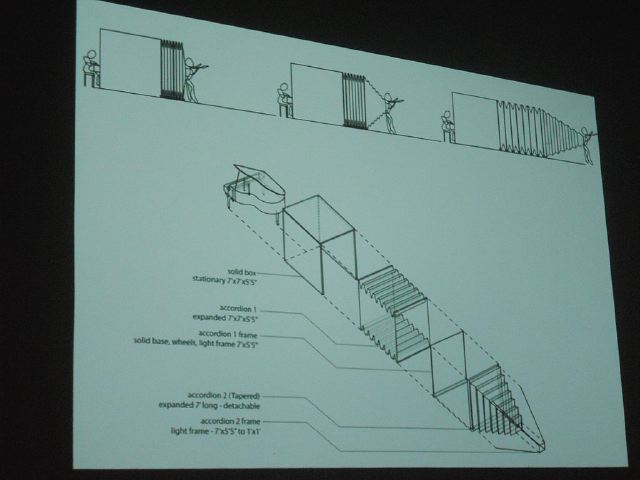 solid box
stationary 7'x7'x5'5"
accordion 1
expanded 7'x7'x5'5"
accordion 1 frame
solid base, wheels, light frame 7'x5'5"
accordion 2 (Tapered)
expanded 7' long - detachable
accordion 2 frame
light frame - 7'x5'5" to 1'x1'